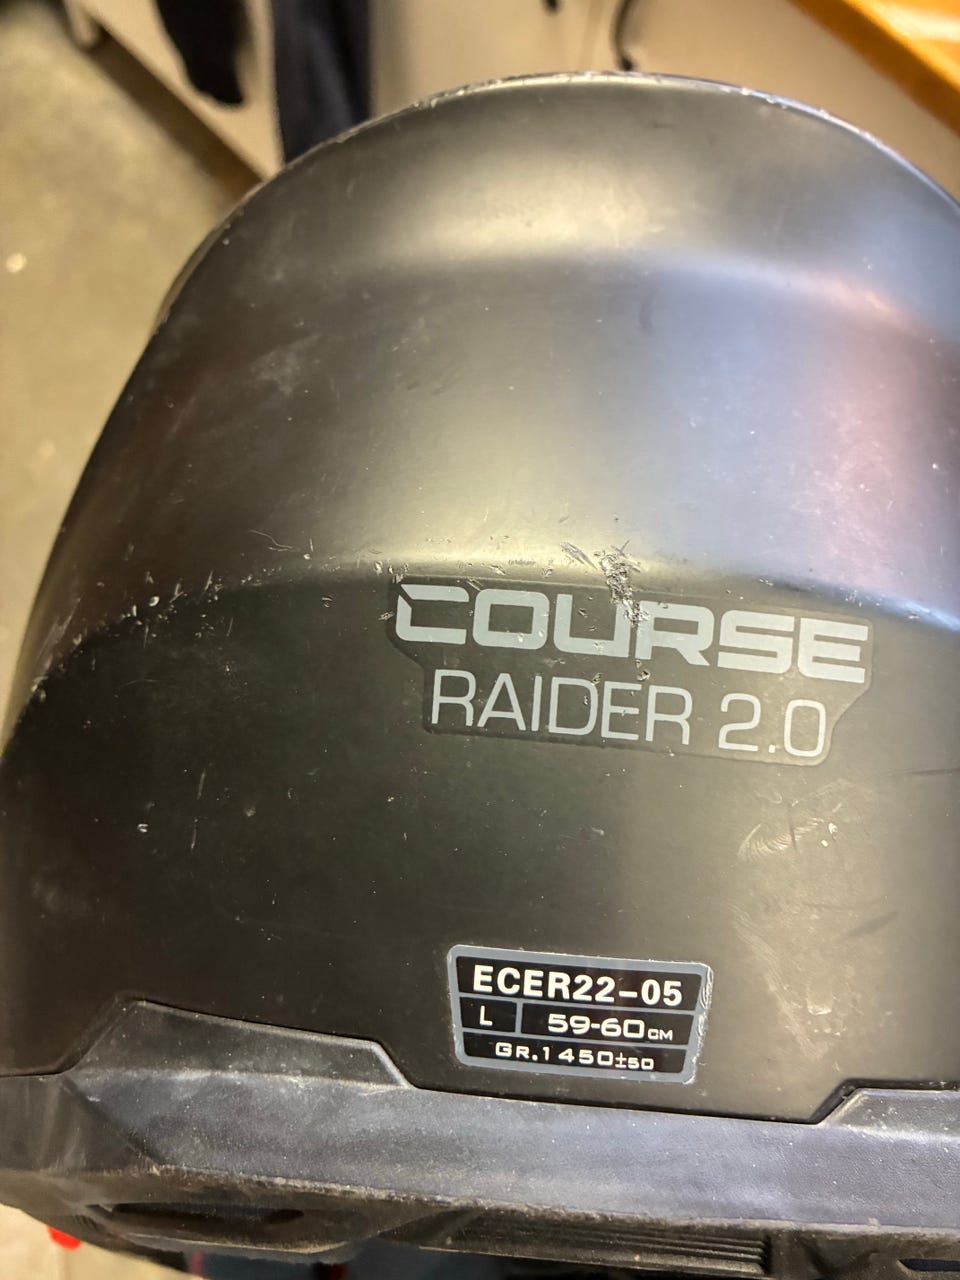 COURSE
RAIDER 2.0
ECER22-05
L 59-60CM
GR.1450±50